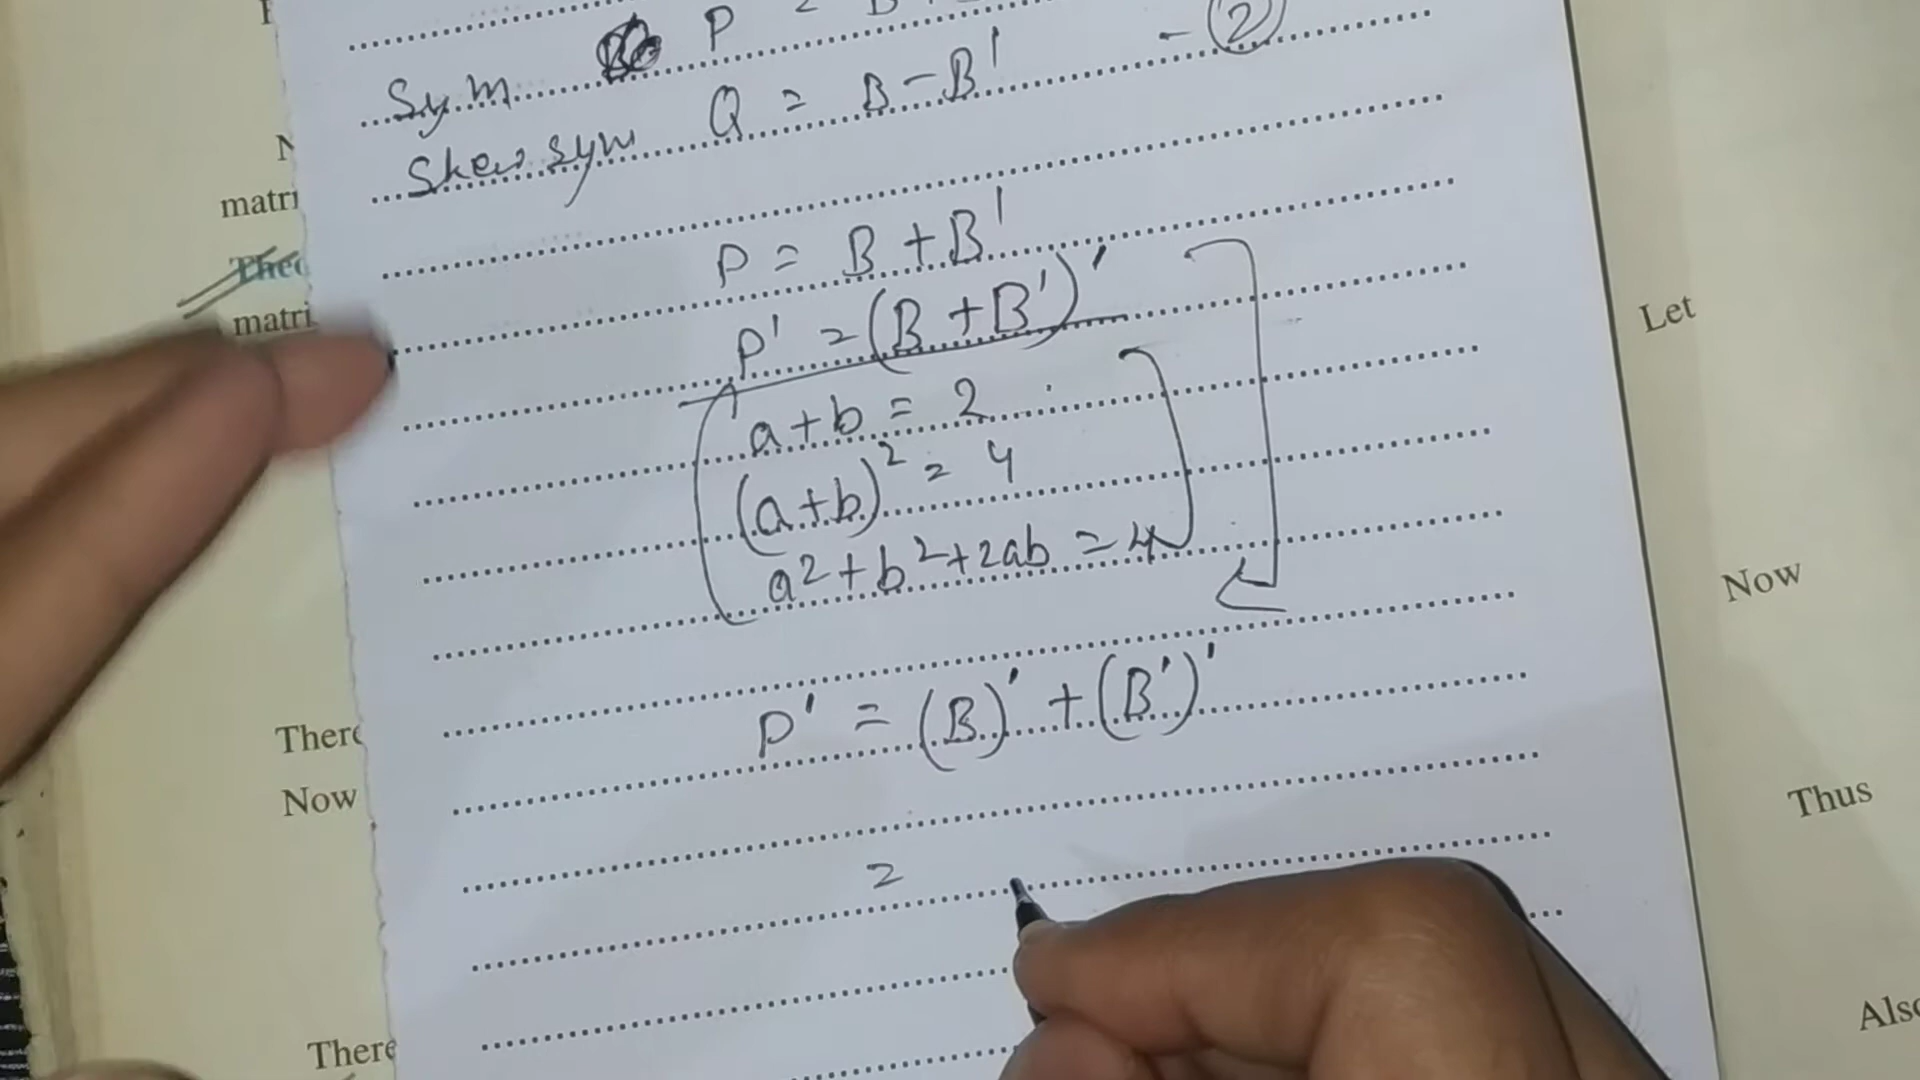 P = B
Sym
- 2
Skew sym Q = B - B'
P = B + B'
P' = (B + B')'
a + b = 2
(a+b)² = 4
a² + b² + 2ab = 4
P' = (B)' + (B')'
=
matri
matri
There
Now
There
Let
Now
Thus